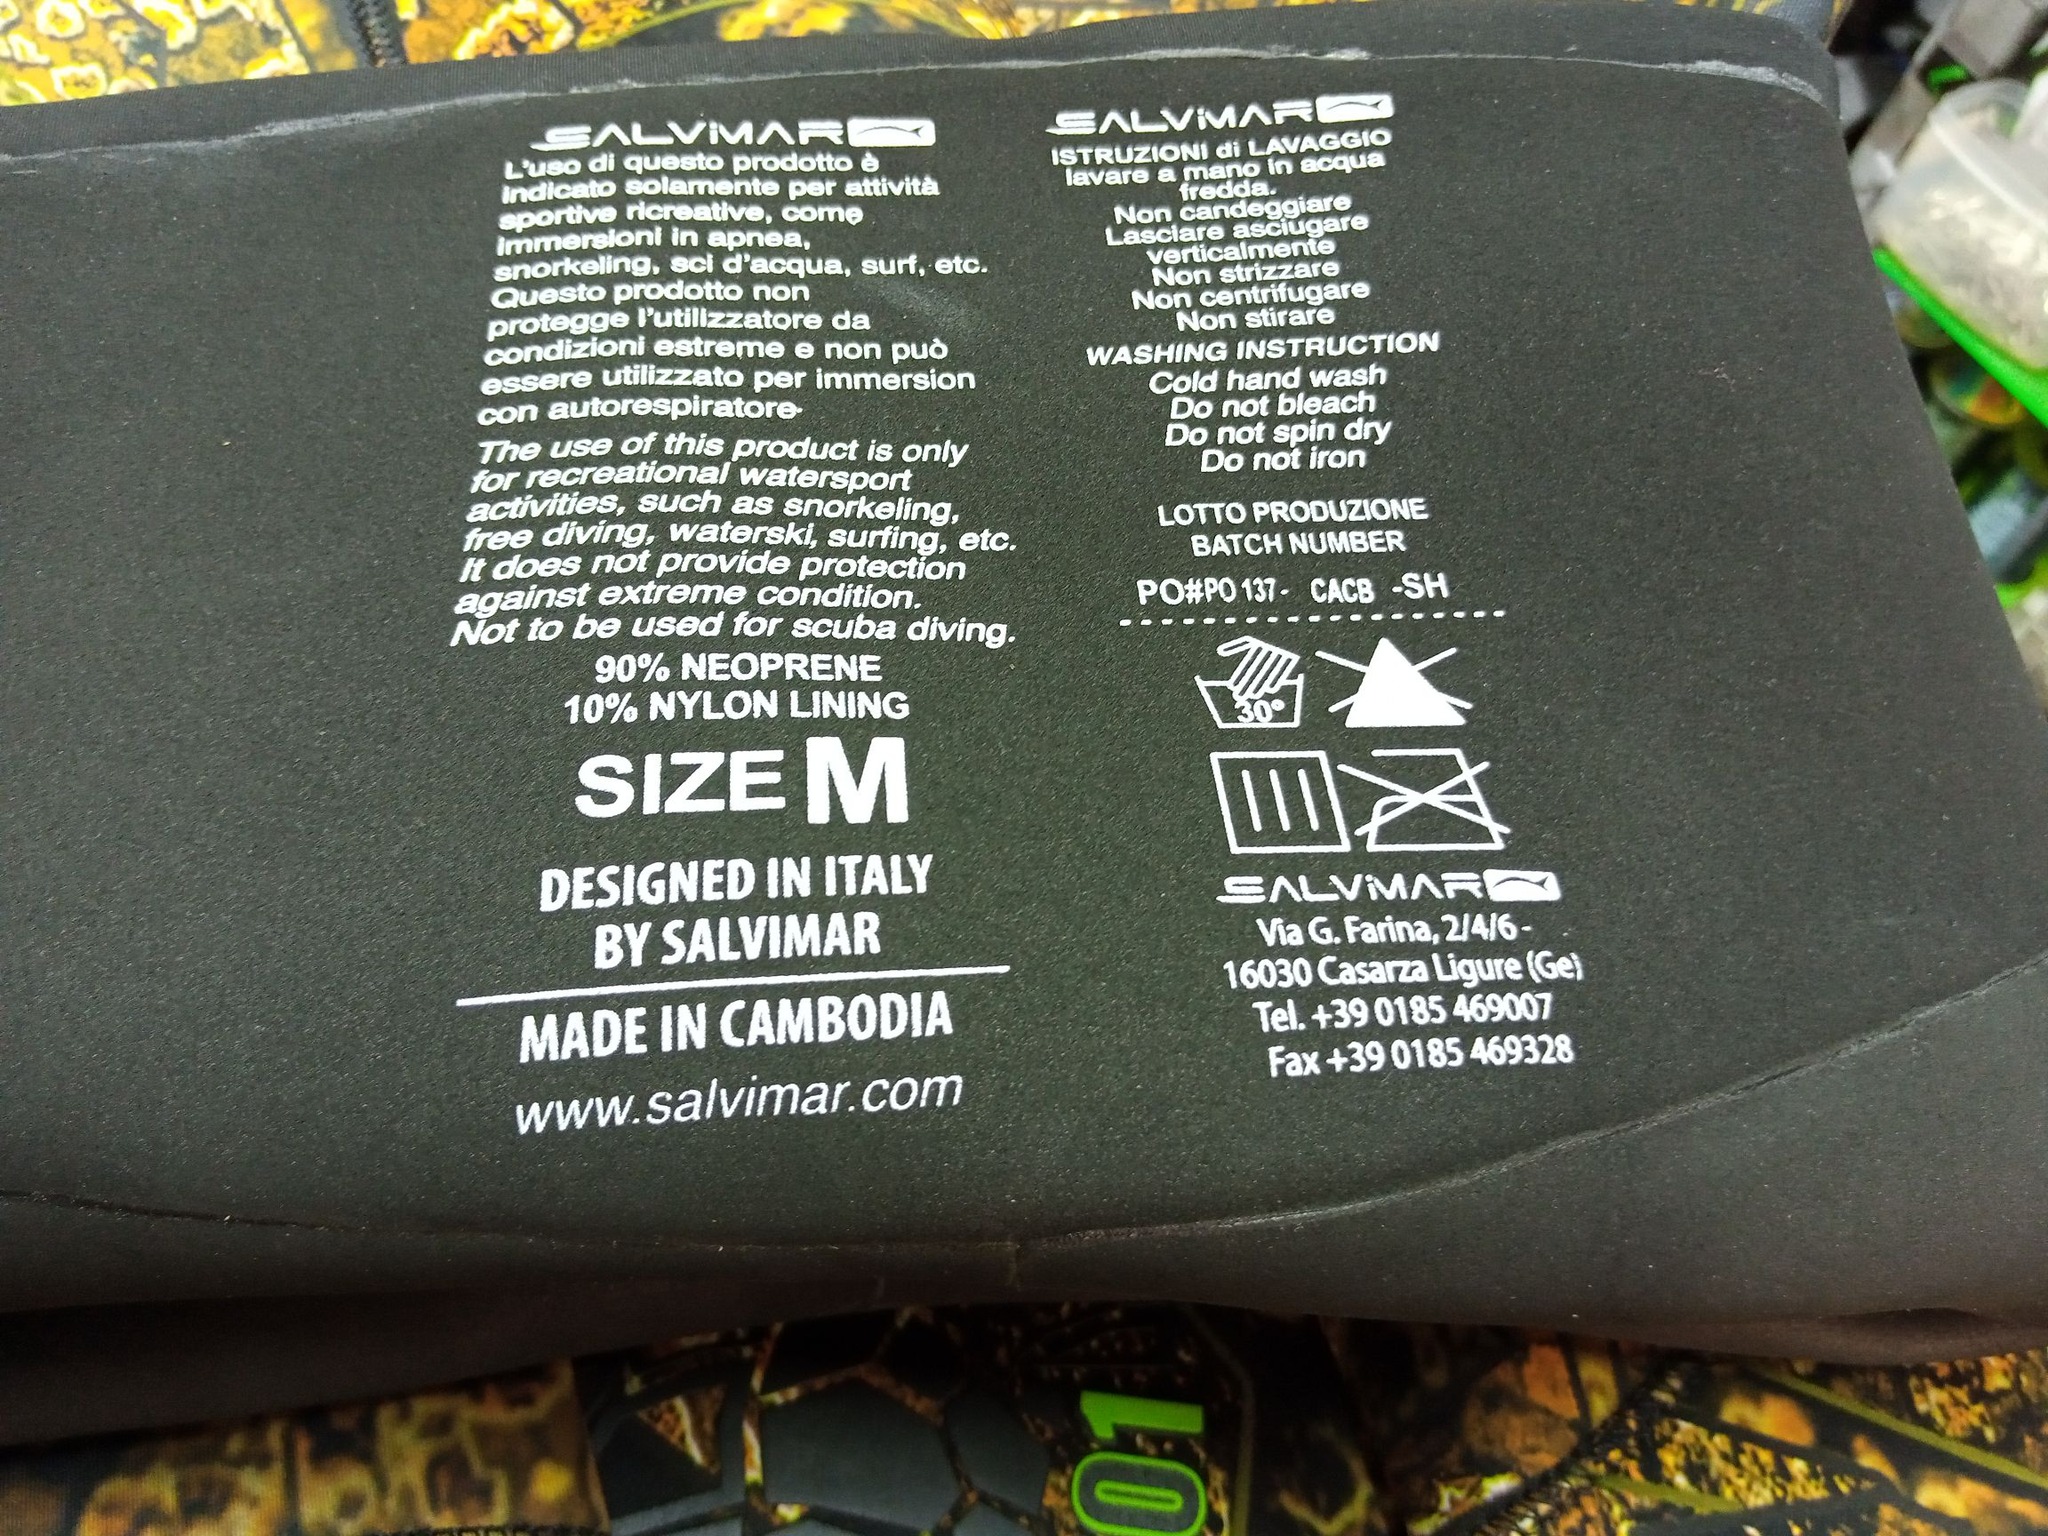 SALVIMAR
L'uso di questo prodotto è
indicato solamente per attività
sportive ricreative, come
immersioni in apnea,
snorkeling, sci d'acqua, surf, etc.
Questo prodotto non
protegge l'utilizzatore da
condizioni estreme e non può
essere utilizzato per immersion
con autorespiratore.
The use of this product is only
for recreational watersport
activities, such as snorkeling,
free diving, waterski, surfing, etc.
It does not provide protection
against extreme condition.
Not to be used for scuba diving.
90% NEOPRENE
10% NYLON LINING
SIZE M
DESIGNED IN ITALY
BY SALVIMAR
MADE IN CAMBODIA
www.salvimar.com
SALVIMAR
ISTRUZIONI di LAVAGGIO
lavare a mano in acqua
fredda.
Non candeggiare
Lasciare asciugare
verticalmente
Non strizzare
Non centrifugare
Non stirare
WASHING INSTRUCTION
Cold hand wash
Do not bleach
Do not spin dry
Do not iron
LOTTO PRODUZIONE
BATCH NUMBER
PO#PO 137- CACB -SH
30°
SALVIMAR
Via G. Farina, 2/4/6 -
16030 Casarza Ligure (Ge)
Tel. +39 0185 469007
Fax +39 0185 469328
01